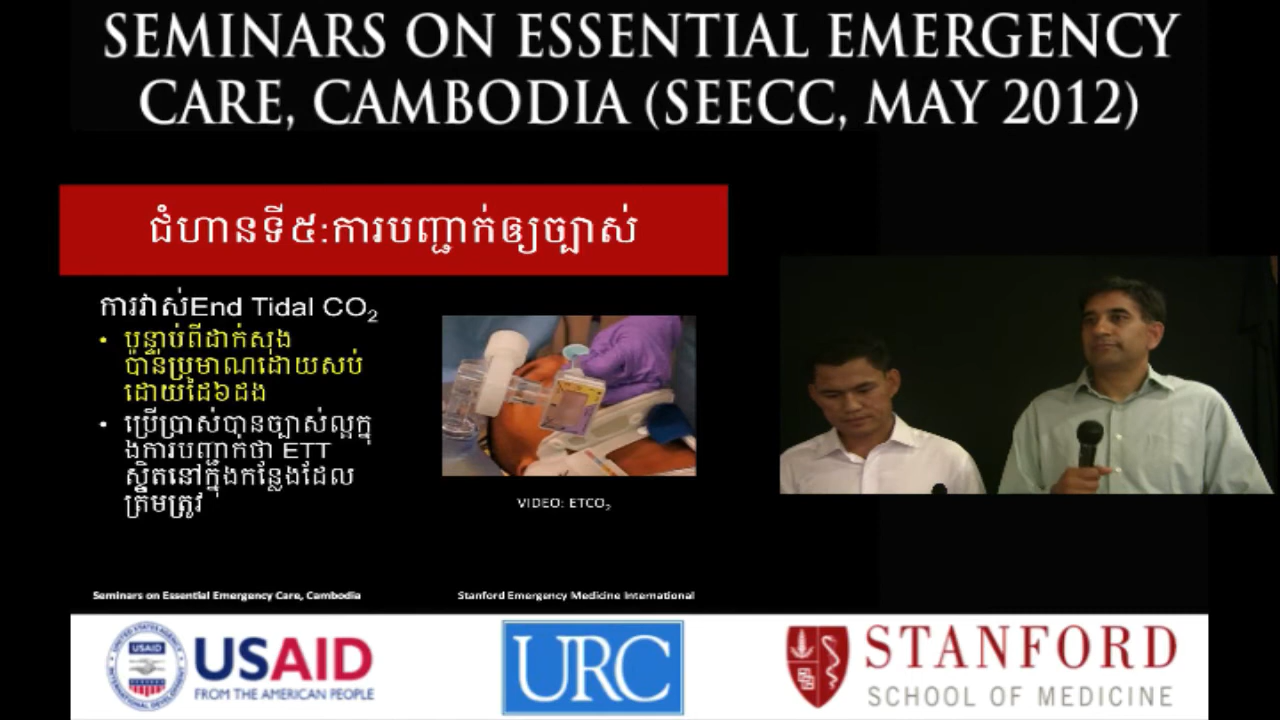 SEMINARS ON ESSENTIAL EMERGENCY
CARE, CAMBODIA (SEECC, MAY 2012)
ជំហានទី៥:ការបញ្ជាក់ឲ្យច្បាស់
ការវាស់End Tidal CO₂
• បន្ទាប់ពីដាក់សុង
ប៉ាន់ប្រមាណដោយសប់
ដោយដៃ៦ដង
• ប្រើប្រាស់បានច្បាស់ល្អក្នុ
ងការបញ្ជាក់ថា ETT
ស្ថិតនៅក្នុងកន្លែងដែល
ត្រឹមត្រូវ
VIDEO: ETCO₂
Seminars on Essential Emergency Care, Cambodia
Stanford Emergency Medicine International
UNITED STATES AGENCY
INTERNATIONAL DEVELOPMENT
USAID
USAID
FROM THE AMERICAN PEOPLE
URC
STANFORD
SCHOOL OF MEDICINE